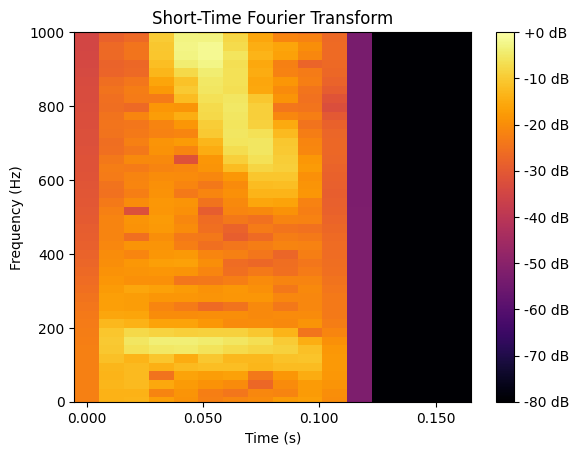 Short-Time Fourier Transform
1000
800
600
400
200
0
Frequency (Hz)
0.000
0.050
0.100
0.150
Time (s)
+0 dB
-10 dB
-20 dB
-30 dB
-40 dB
-50 dB
-60 dB
-70 dB
-80 dB